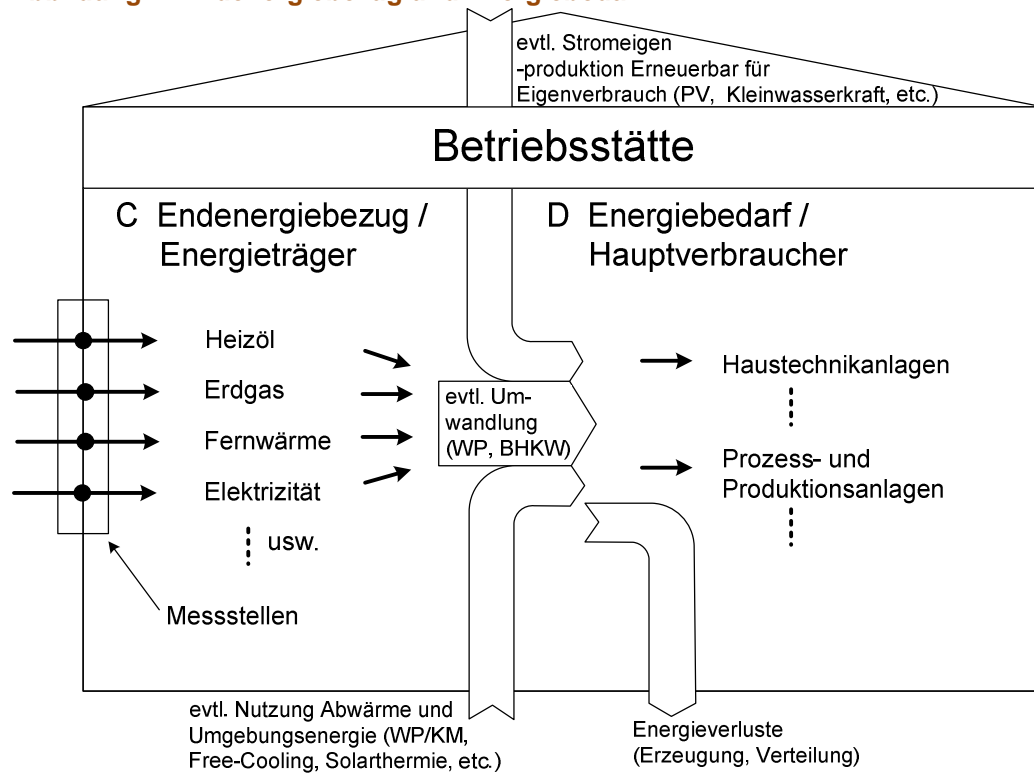 evtl. Stromeigen
-produktion Erneuerbar für
Eigenverbrauch (PV, Kleinwasserkraft, etc.)
Betriebsstätte
C Endenergiebezug /
Energieträger
D Energiebedarf /
Hauptverbraucher
Heizöl
Erdgas
Fernwärme
Elektrizität
usw.
Messstellen
evtl. Um-
wandlung
(WP, BHKW)
Haustechnikanlagen
Prozess- und
Produktionsanlagen
evtl. Nutzung Abwärme und
Umgebungsenergie (WP/KM,
Free-Cooling, Solarthermie, etc.)
Energieverluste
(Erzeugung, Verteilung)